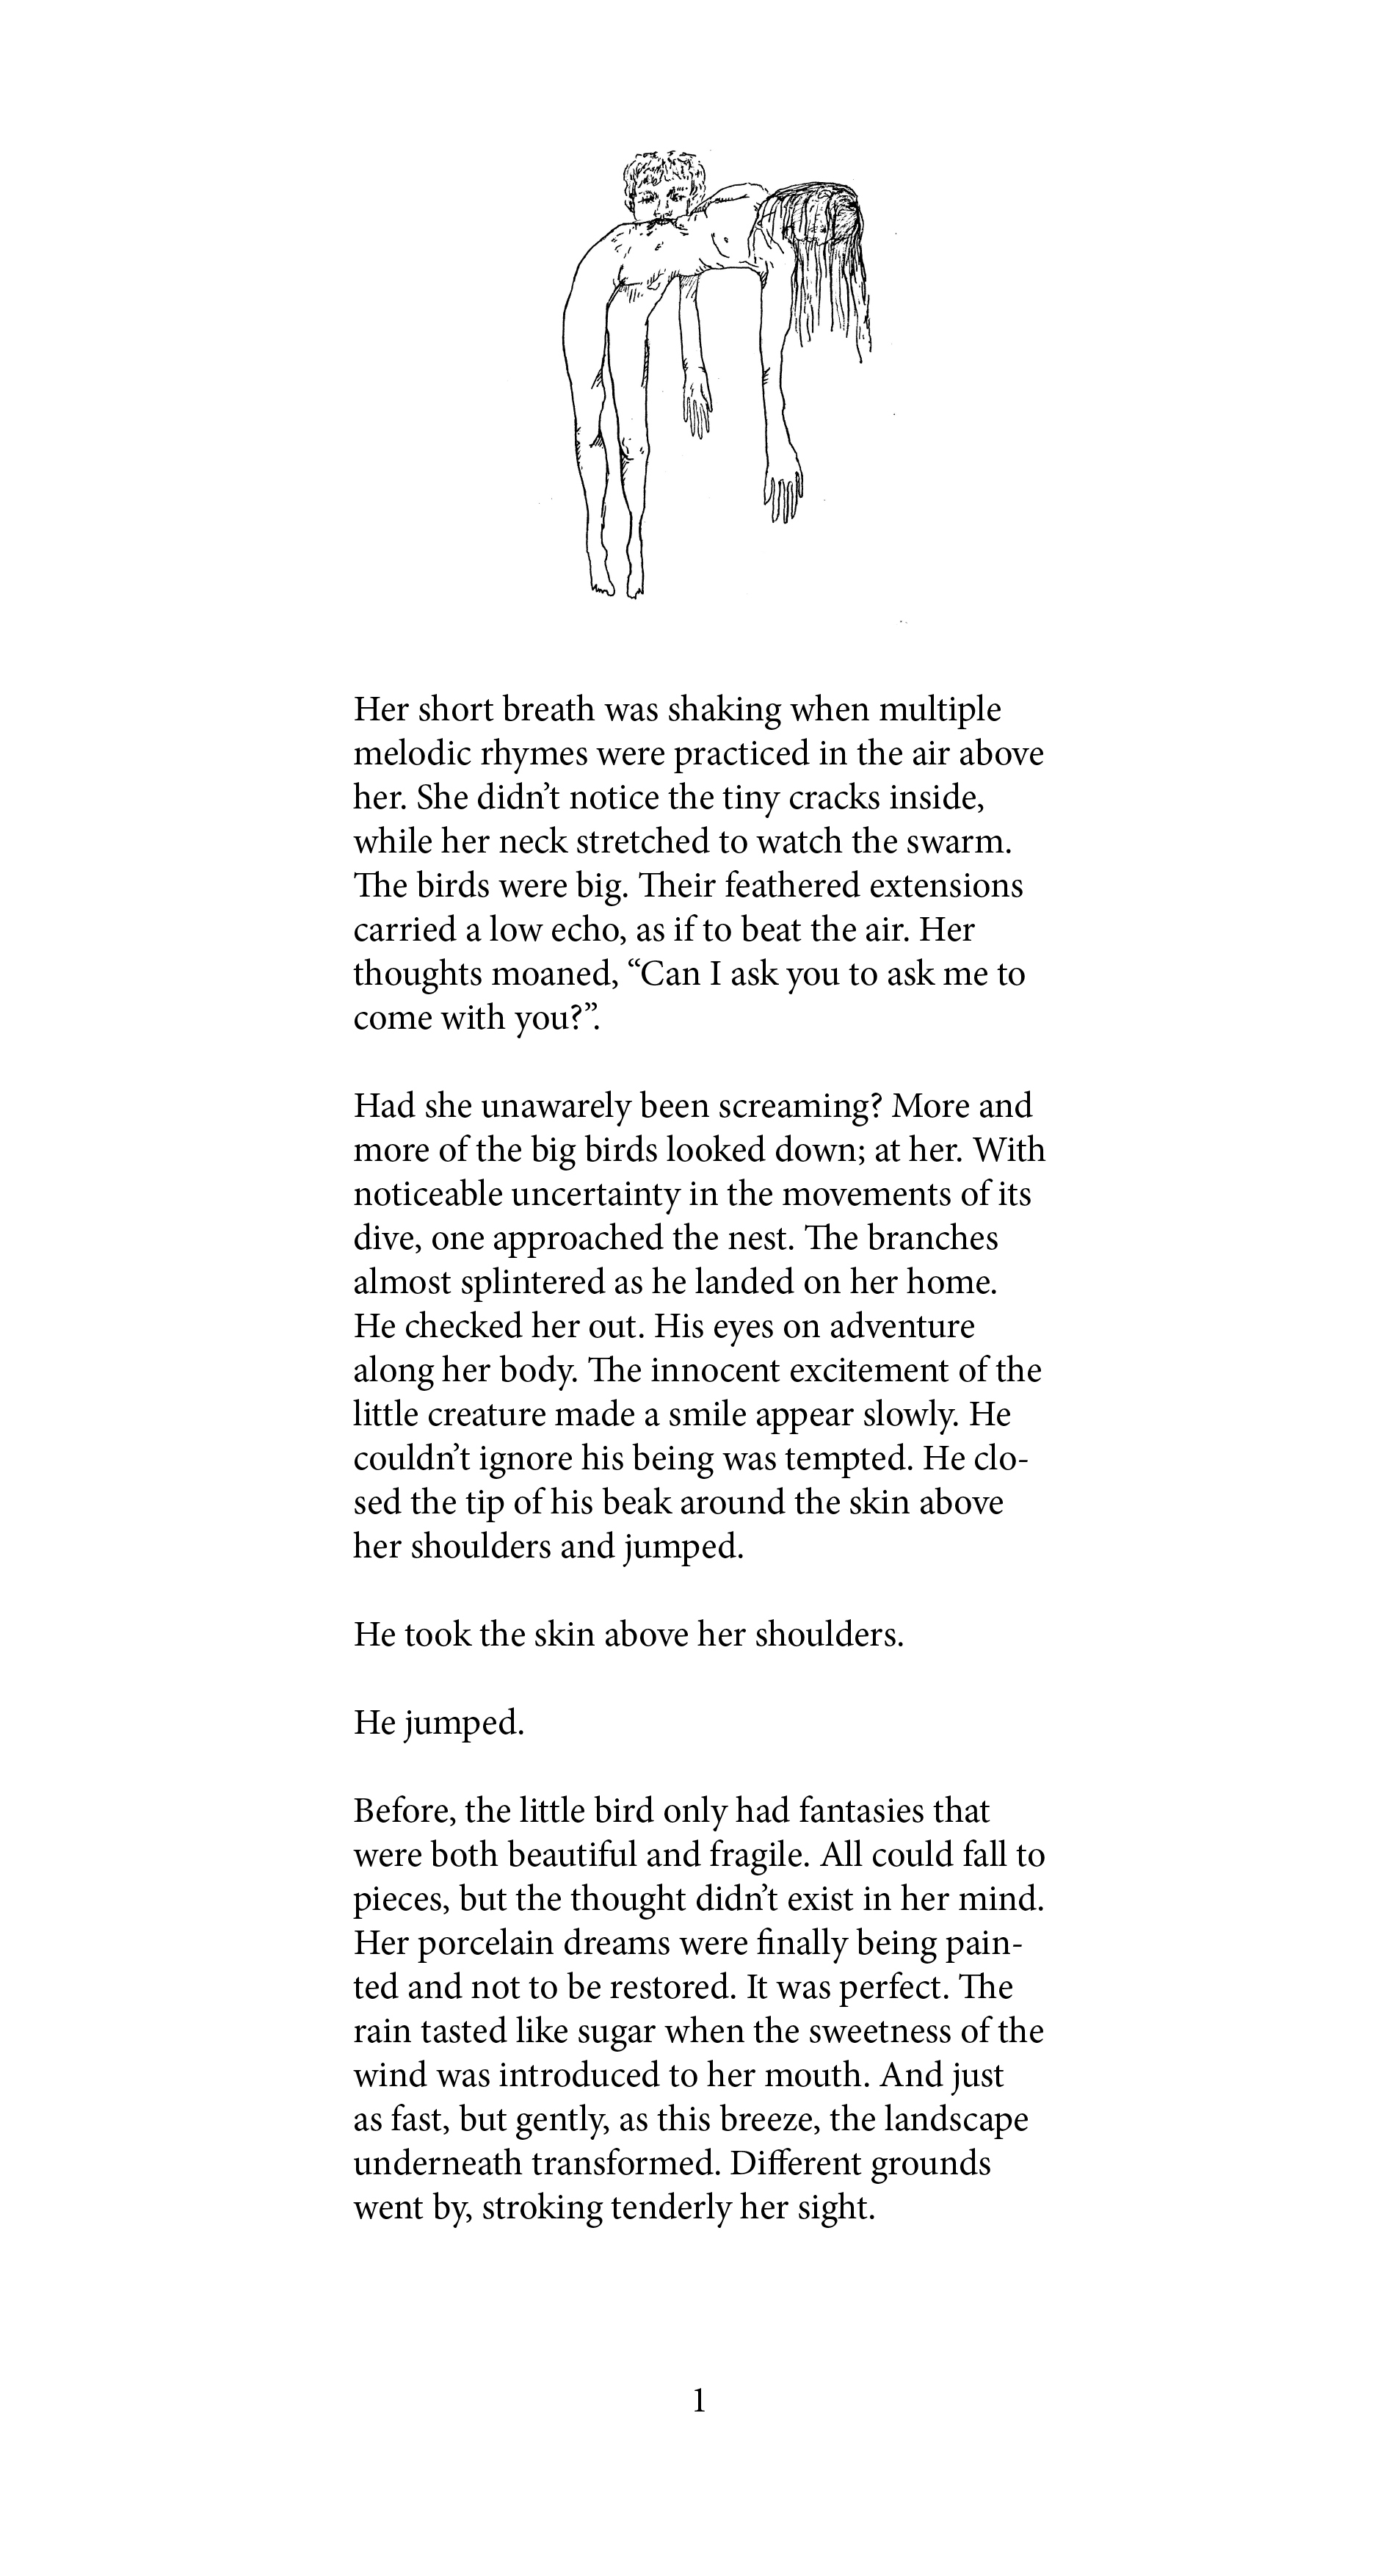 Her short breath was shaking when multiple
melodic rhymes were practiced in the air above
her. She didn’t notice the tiny cracks inside,
while her neck stretched to watch the swarm.
The birds were big. Their feathered extensions
carried a low echo, as if to beat the air. Her
thoughts moaned, “Can I ask you to ask me to
come with you?”.
Had she unawarely been screaming? More and
more of the big birds looked down; at her. With
noticeable uncertainty in the movements of its
dive, one approached the nest. The branches
almost splintered as he landed on her home.
He checked her out. His eyes on adventure
along her body. The innocent excitement of the
little creature made a smile appear slowly. He
couldn’t ignore his being was tempted. He clo-
sed the tip of his beak around the skin above
her shoulders and jumped.
He took the skin above her shoulders.
He jumped.
Before, the little bird only had fantasies that
were both beautiful and fragile. All could fall to
pieces, but the thought didn’t exist in her mind.
Her porcelain dreams were finally being pain-
ted and not to be restored. It was perfect. The
rain tasted like sugar when the sweetness of the
wind was introduced to her mouth. And just
as fast, but gently, as this breeze, the landscape
underneath transformed. Different grounds
went by, stroking tenderly her sight.
1